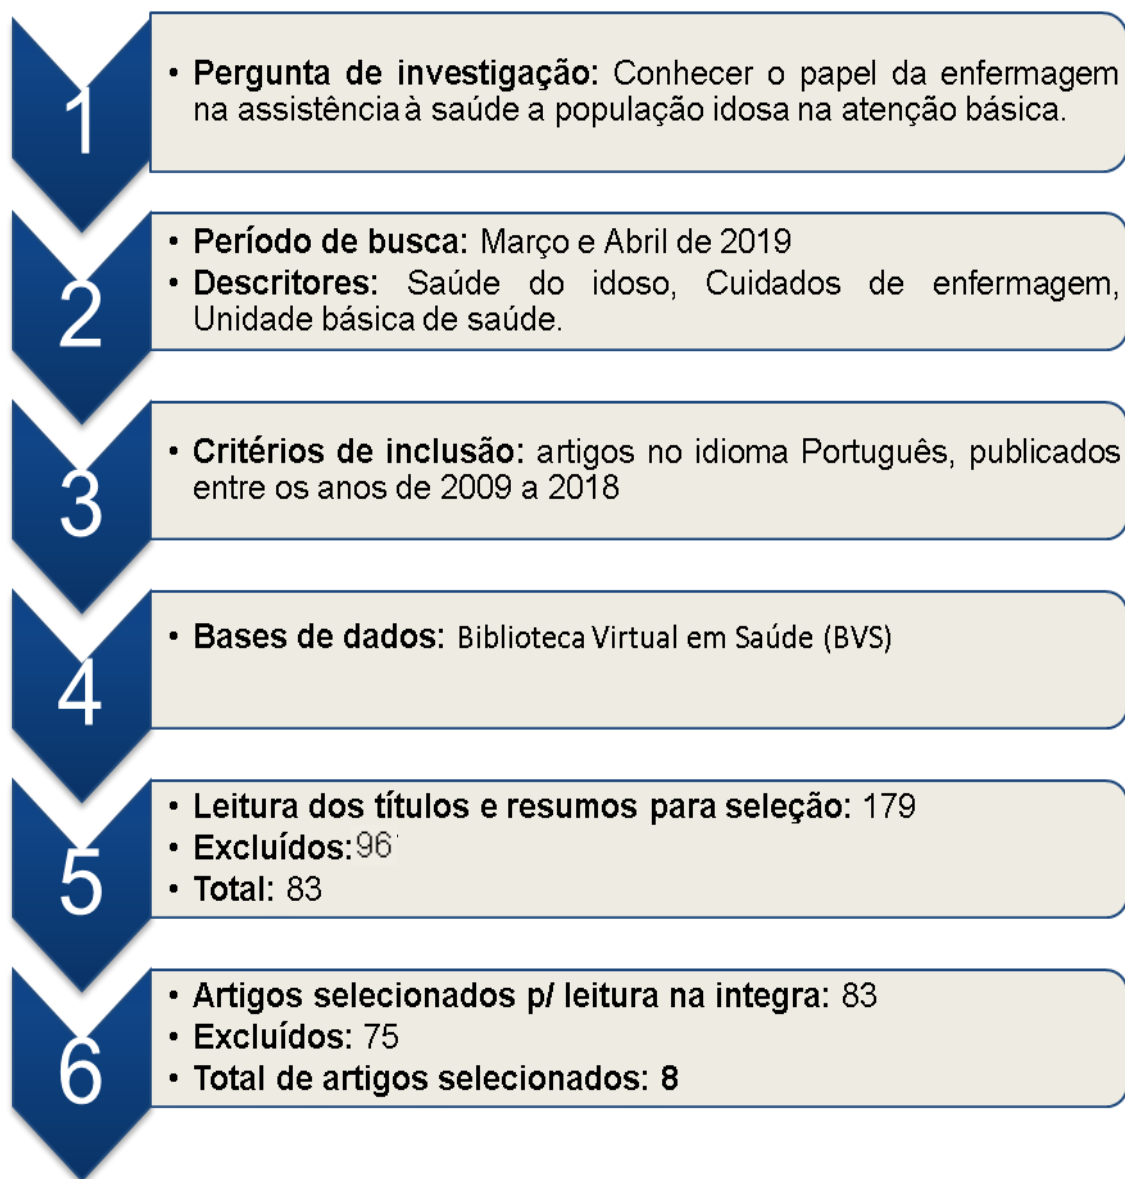 1
• Pergunta de investigação: Conhecer o papel da enfermagem
na assistência à saúde a população idosa na atenção básica.
2
• Período de busca: Março e Abril de 2019
• Descritores: Saúde do idoso, Cuidados de enfermagem,
Unidade básica de saúde.
3
• Critérios de inclusão: artigos no idioma Português, publicados
entre os anos de 2009 a 2018
4
• Bases de dados: Biblioteca Virtual em Saúde (BVS)
5
• Leitura dos títulos e resumos para seleção: 179
• Excluídos:96
• Total: 83
6
• Artigos selecionados p/ leitura na integra: 83
• Excluídos: 75
• Total de artigos selecionados: 8